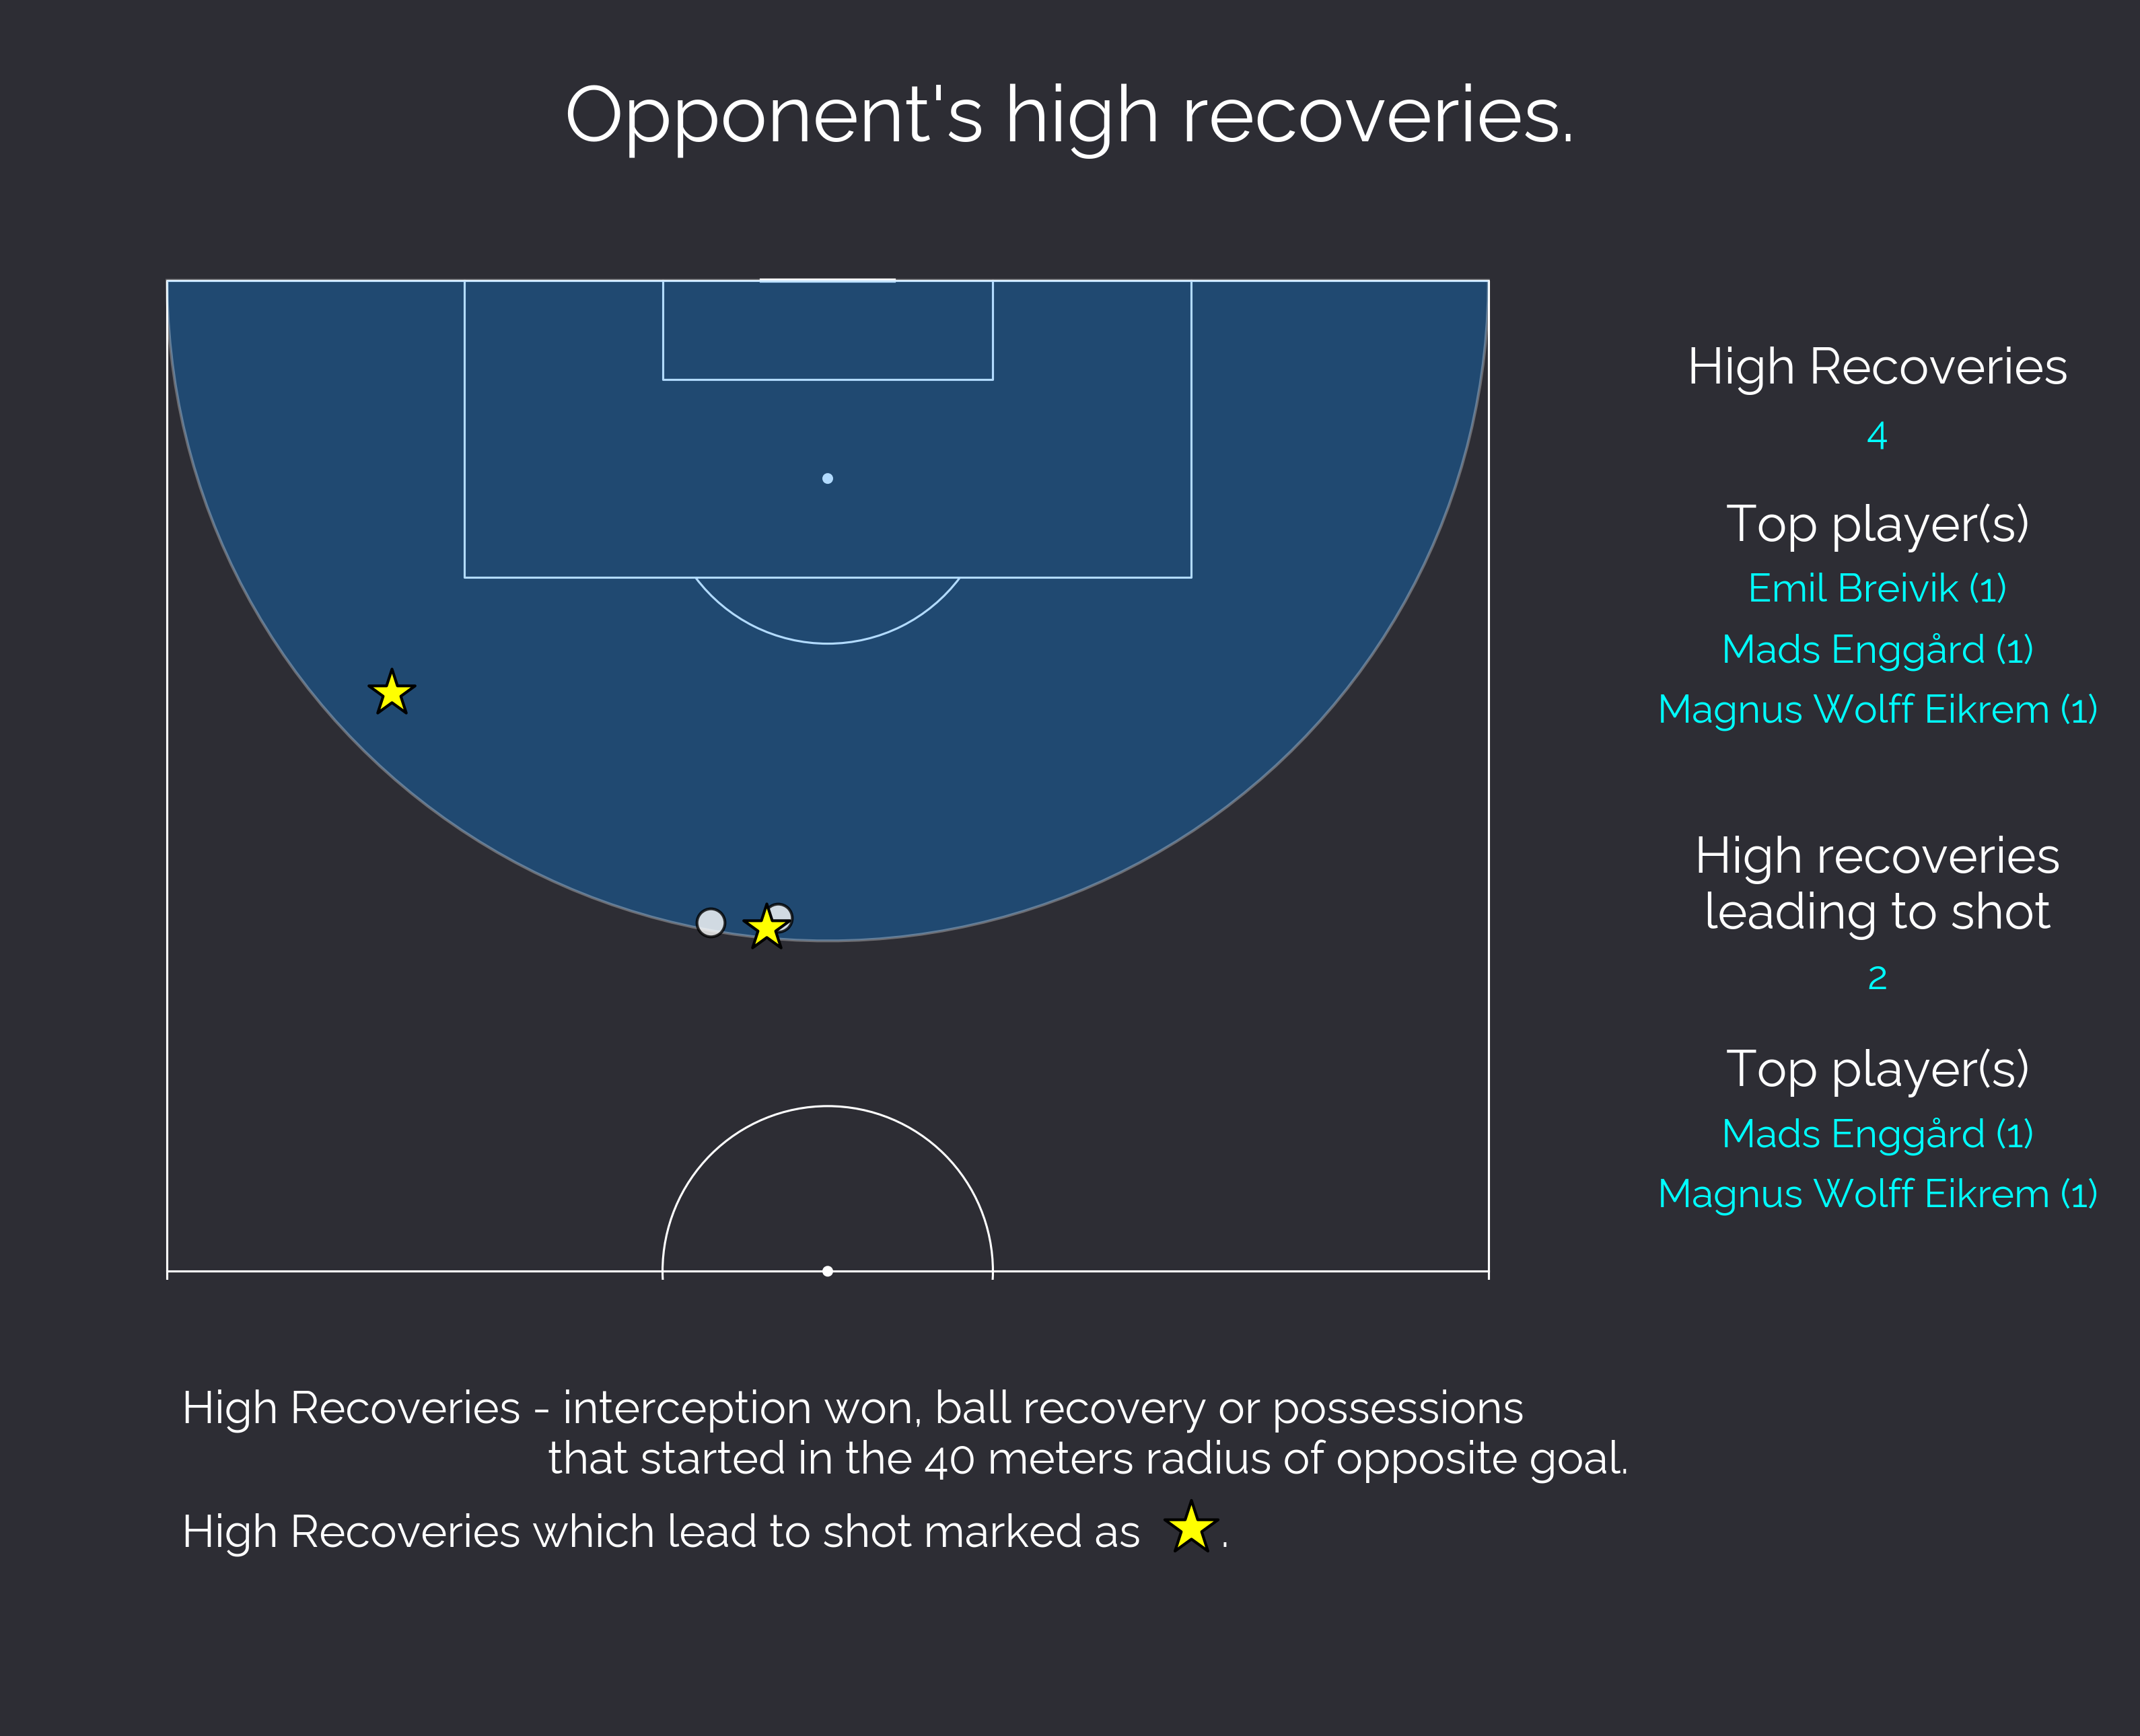 Opponent's high recoveries.
High Recoveries
4
Top player(s)
Emil Breivik (1)
Mads Enggård (1)
Magnus Wolff Eikrem (1)
High recoveries
leading to shot
2
Top player(s)
Mads Enggård (1)
Magnus Wolff Eikrem (1)
High Recoveries - interception won, ball recovery or possessions
that started in the 40 meters radius of opposite goal.
High Recoveries which lead to shot marked as .